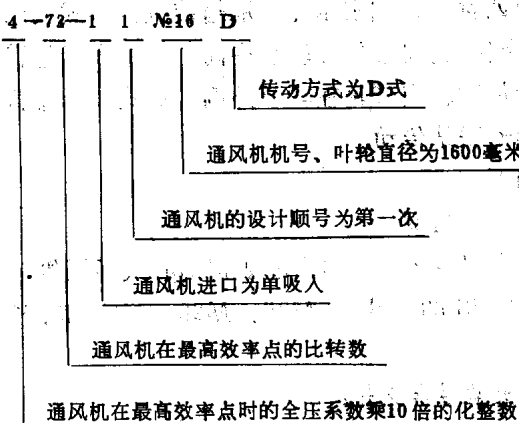 4—72—1 1 №16 D
传动方式为D式
通风机机号、叶轮直径为1600毫米
通风机的设计顺号为第一次
通风机进口为单吸人
通风机在最高效率点的比转数
通风机在最高效率点时的全压系数乘10倍的化整数